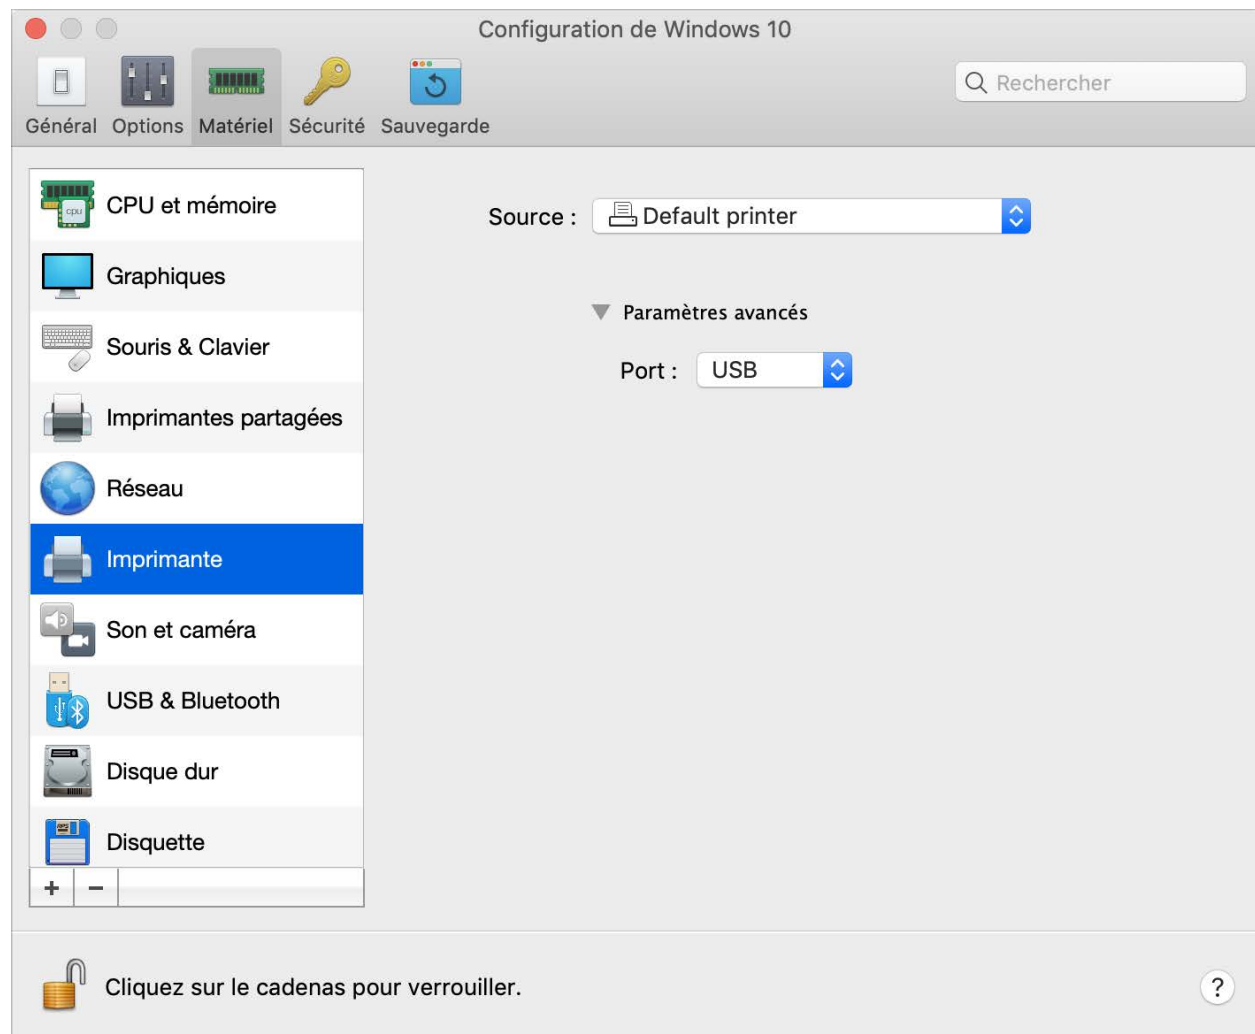 Configuration de Windows 10
Général Options Matériel Sécurité Sauvegarde
Rechercher
CPU et mémoire
Graphiques
Souris & Clavier
Imprimantes partagées
Réseau
Imprimante
Son et caméra
USB & Bluetooth
Disque dur
Disquette
+ −
Source : Default printer
Paramètres avancés
Port : USB
Cliquez sur le cadenas pour verrouiller.
?
cpu